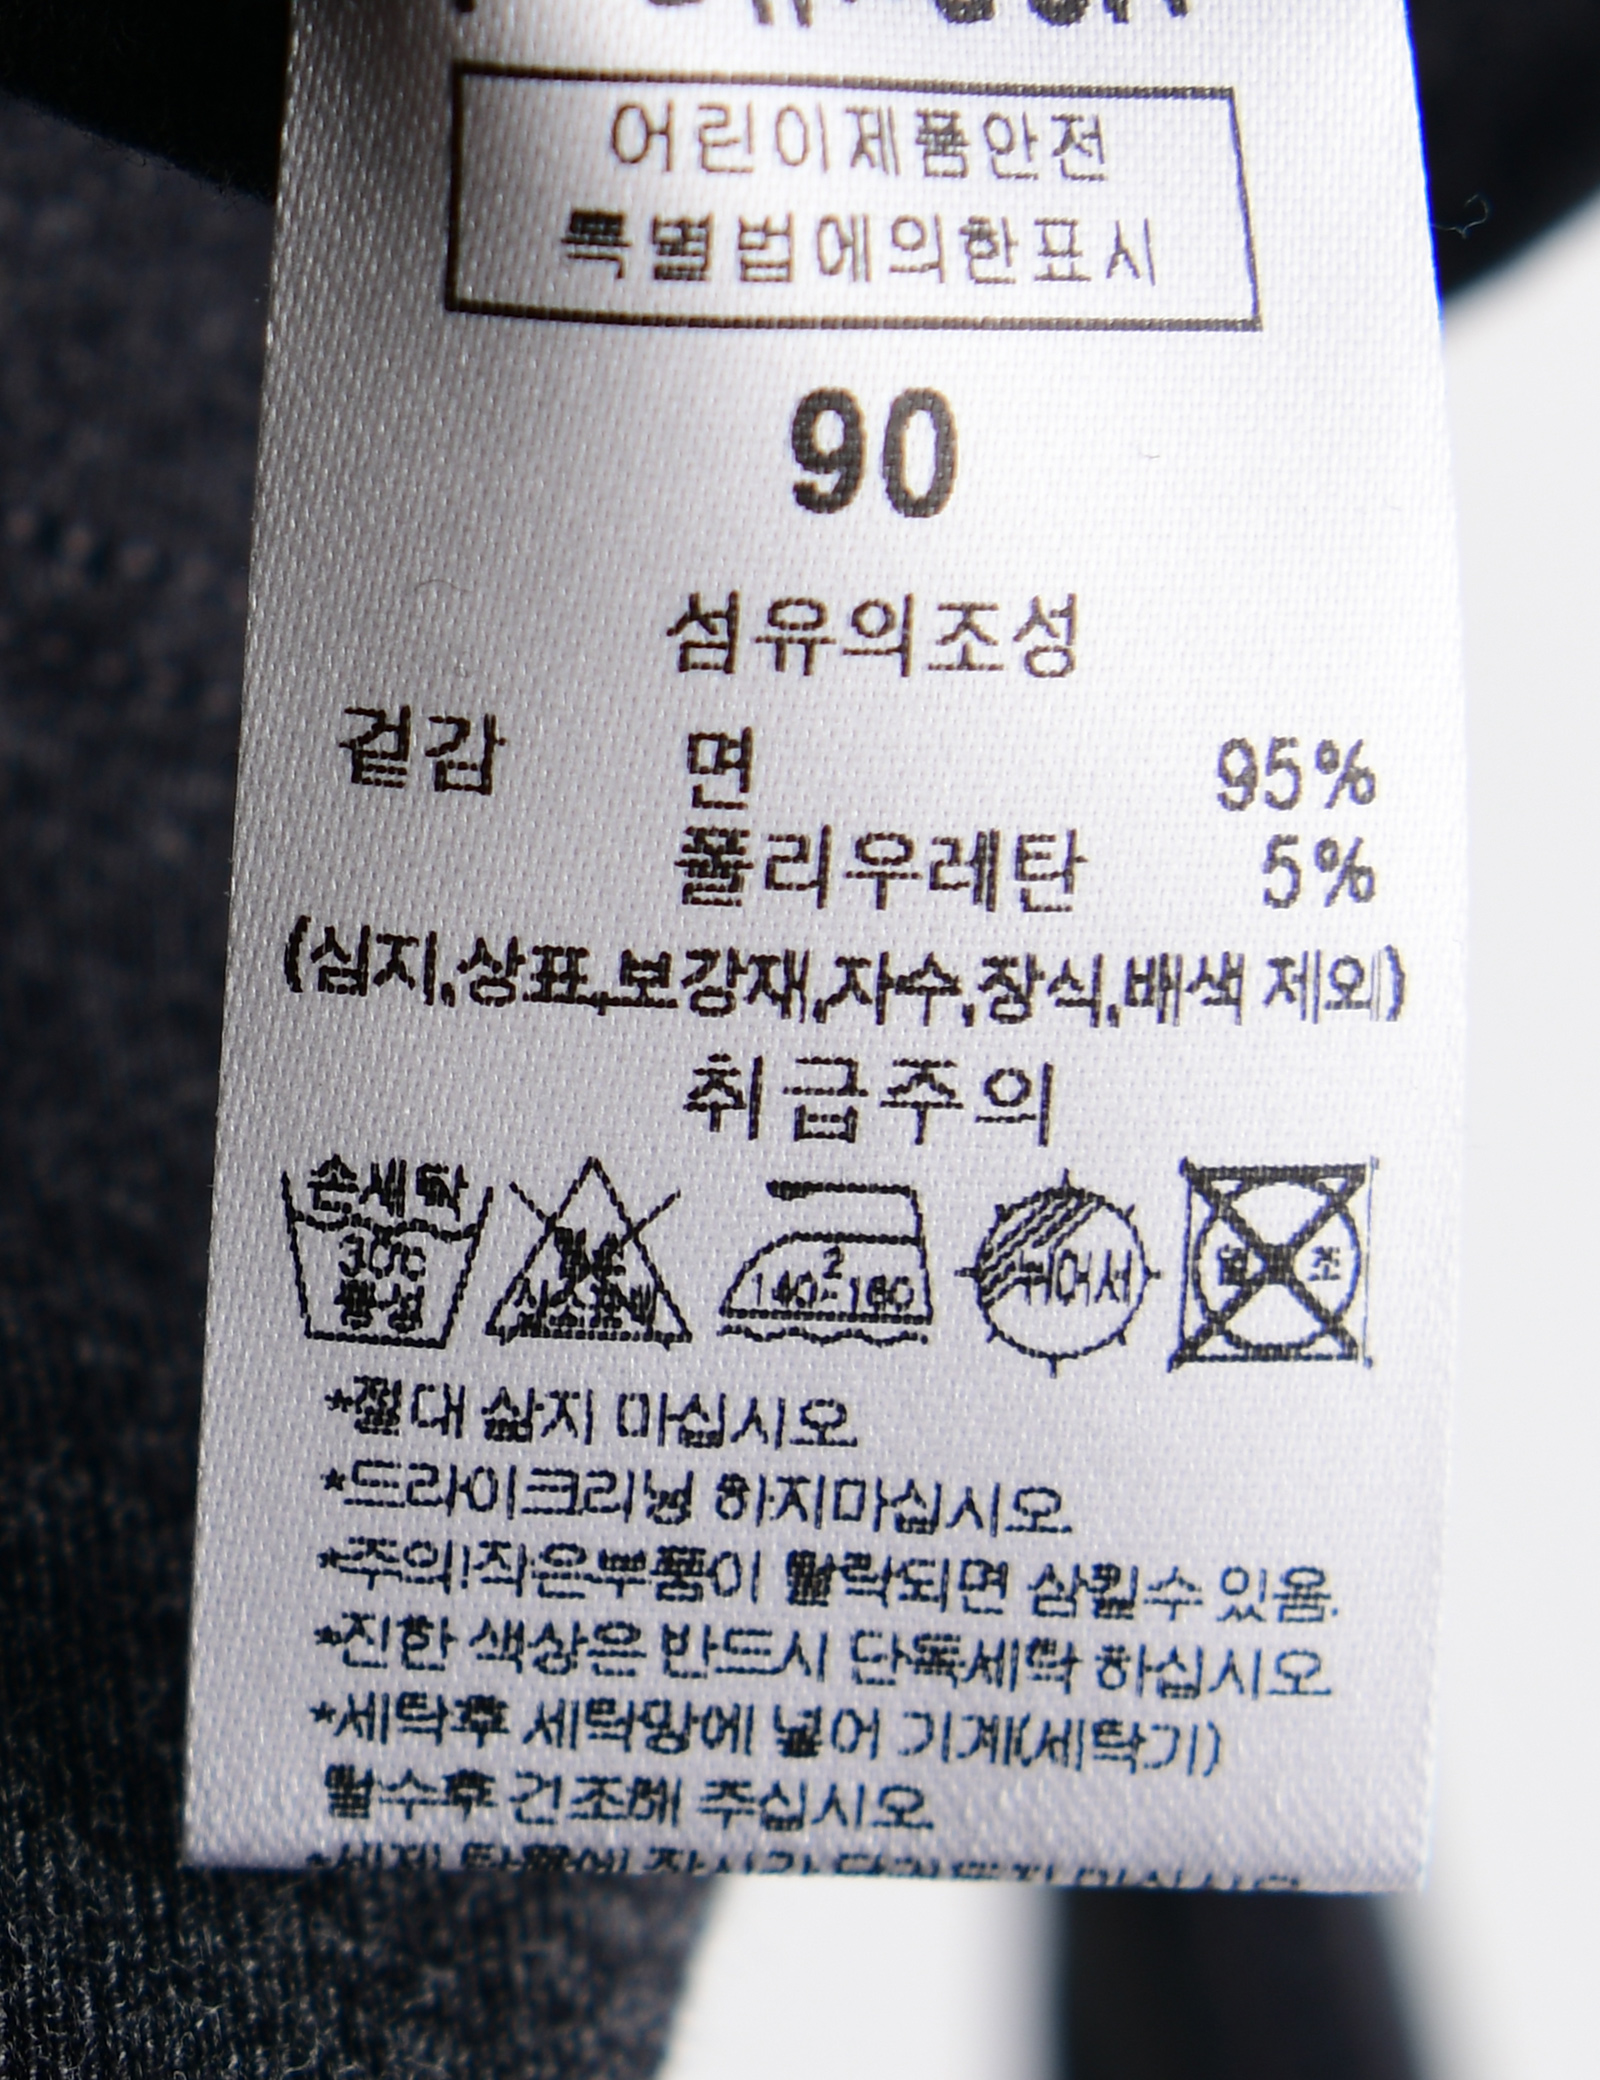 어린이제품안전
특별법에의한표시
90
섬유의조성
겉감 면 95%
폴리우레탄 5%
(심지,상표,보강재,자수,장식,배색 제외)
취급주의
손세탁
30℃
중성
2
140~160
뉘어서
*절대 삶지 마십시오
*드라이크리닝 하지마십시오
*주의!작은부품이 탈락되면 삼킬수 있음.
*진한 색상은 반드시 단독세탁 하십시오
*세탁후 세탁망에 넣어 기계(세탁기)
탈수후 건조해 주십시오